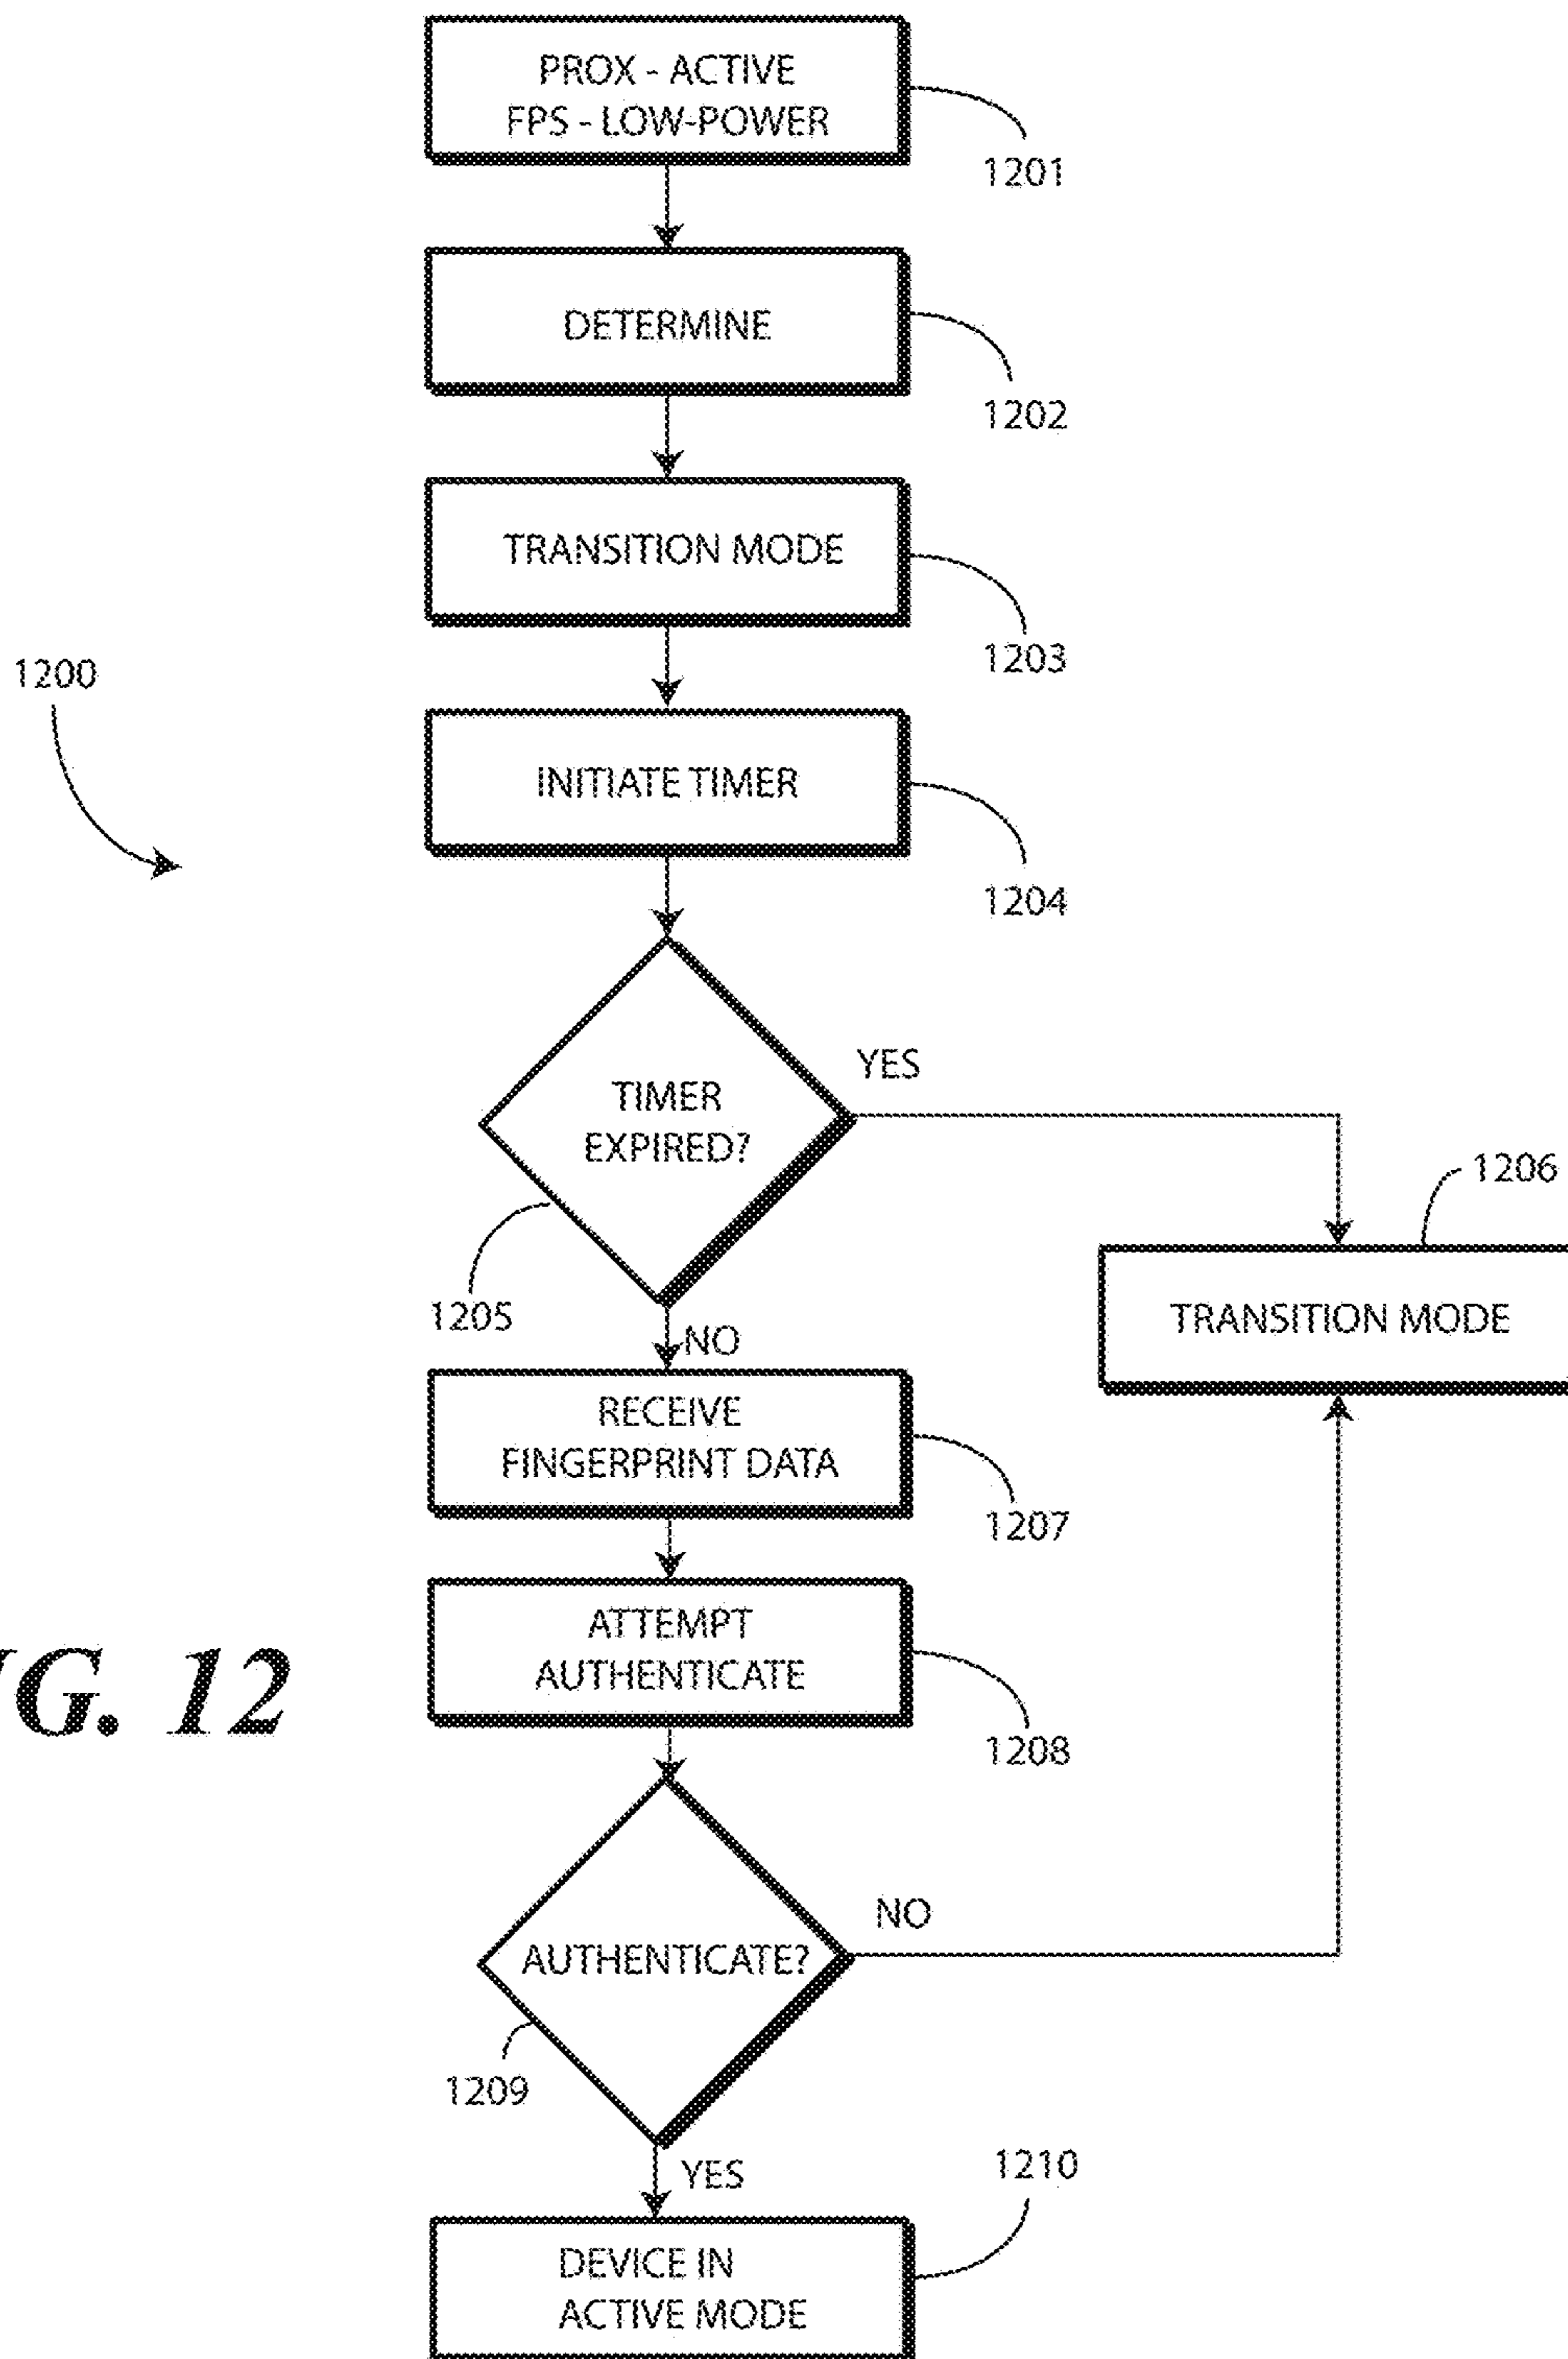 PROX - ACTIVE
FPS - LOW-POWER
1201
DETERMINE
1202
TRANSITION MODE
1203
1200
INITIATE TIMER
1204
TIMER
EXPIRED?
YES
1205
NO
1206
TRANSITION MODE
RECEIVE
FINGERPRINT DATA
1207
ATTEMPT
AUTHENTICATE
1208
G. 12
AUTHENTICATE?
NO
1209
YES
1210
DEVICE IN
ACTIVE MODE